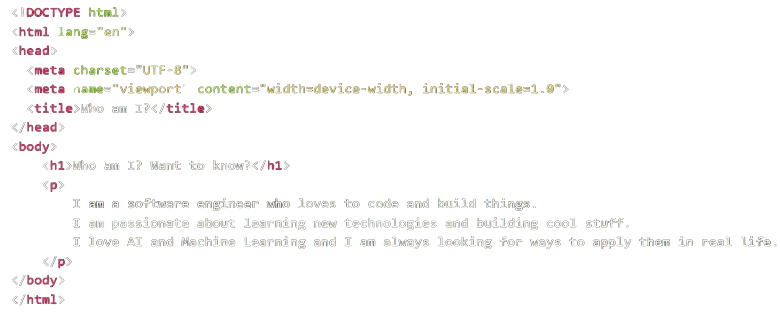 <!DOCTYPE html>
<html lang="en">
<head>
  <meta charset="UTF-8">
  <meta name="viewport" content="width=device-width, initial-scale=1.0">
  <title>Who am I?</title>
</head>
<body>
    <h1>Who am I? Want to know?</h1>
    <p>
        I am a software engineer who loves to code and build things.
        I am passionate about learning new technologies and building cool stuff.
        I love AI and Machine Learning and I am always looking for ways to apply them in real life.
    </p>
</body>
</html>